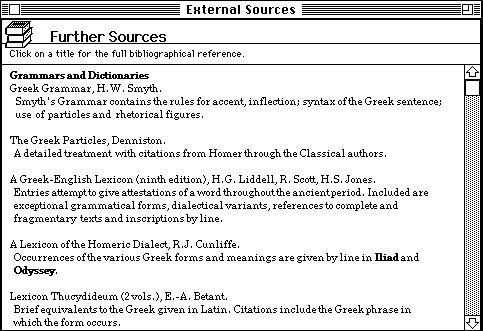 External Sources
Further Sources
Click on a title for the full bibliographical reference.
Grammars and Dictionaries
Greek Grammar, H.W. Smyth.
Smyth's Grammar contains the rules for accent, inflection; syntax of the Greek sentence;
use of particles and rhetorical figures.
The Greek Particles, Denniston.
A detailed treatment with citations from Homer through the Classical authors.
A Greek-English Lexicon (ninth edition), H.G. Liddell, R. Scott, H.S. Jones.
Entries attempt to give attestations of a word throughout the ancient period. Included are
exceptional grammatical forms, dialectical variants, references to complete and
fragmentary texts and inscriptions by line.
A Lexicon of the Homeric Dialect, R.J. Cunliffe.
Occurrences of the various Greek forms and meanings are given by line in Iliad and
Odyssey.
Lexicon Thucydideum (2 vols.), E.-A. Betant.
Brief equivalents to the Greek given in Latin. Citations include the Greek phrase in
which the form occurs.